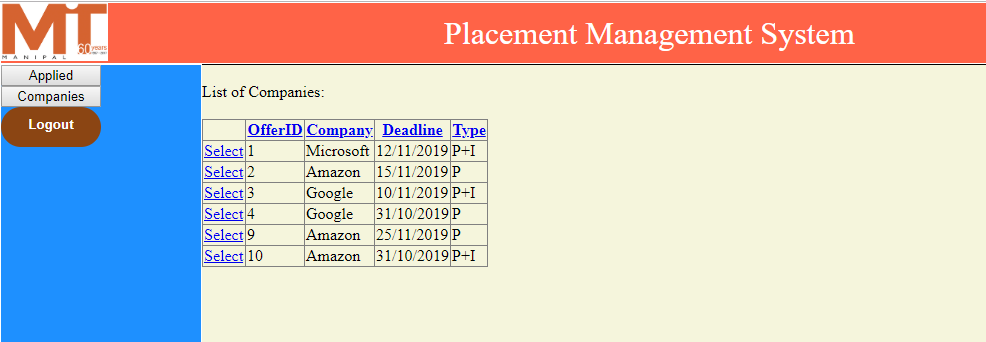 MIT
60years
MANIPAL
Placement Management System
Applied
Companies
Logout
List of Companies:
OfferID Company Deadline Type
Select 1 Microsoft 12/11/2019 P+I
Select 2 Amazon 15/11/2019 P
Select 3 Google 10/11/2019 P+I
Select 4 Google 31/10/2019 P
Select 9 Amazon 25/11/2019 P
Select 10 Amazon 31/10/2019 P+I